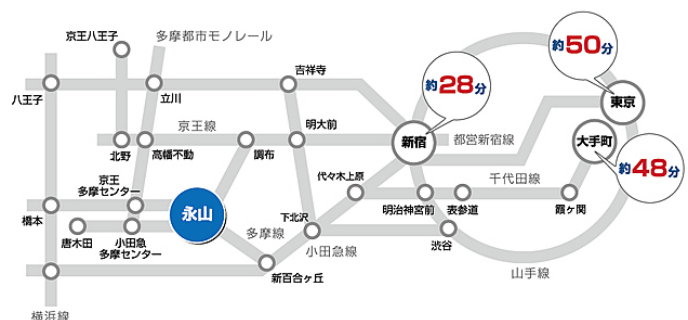 京王八王子
多摩都市モノレール
約50分
吉祥寺
約28分
八王子
立川
東京
京王線
新宿
都営新宿線
大手町
北野
高幡不動
調布
明大前
約48分
代々木上原
千代田線
京王
多摩センター
永山
橋本
下北沢
明治神宮前
表参道
霞ヶ関
多摩線
唐木田
小田急
多摩センター
小田急線
渋谷
新百合ヶ丘
山手線
横浜線